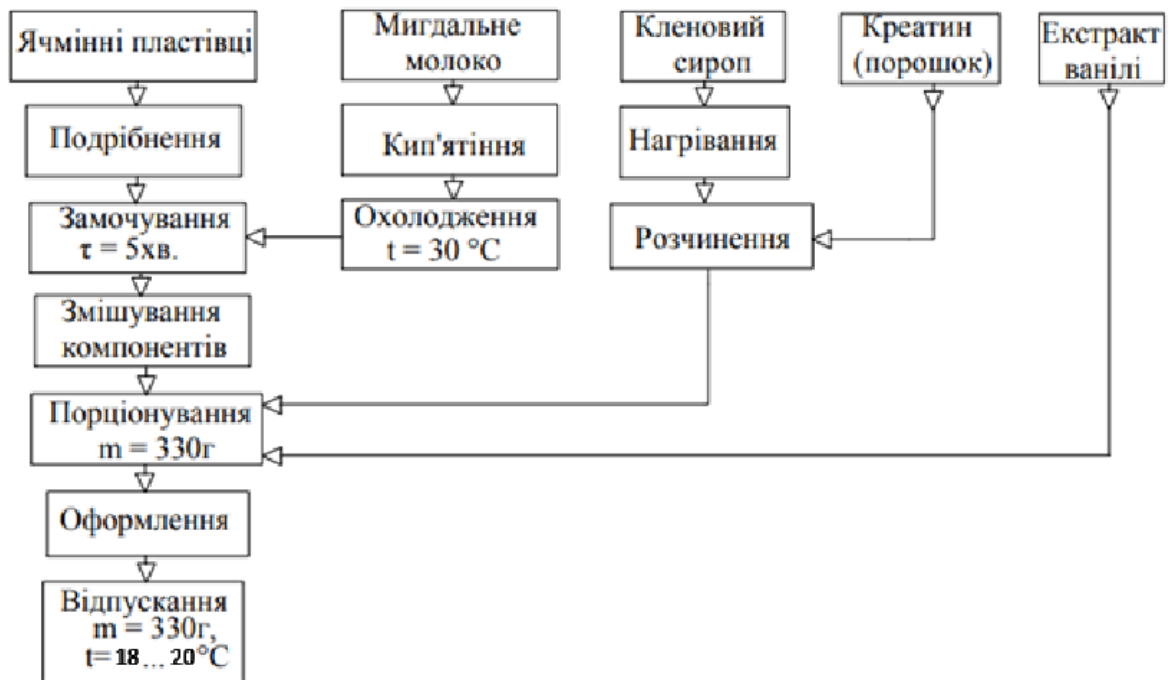 Ячмінні пластівці
Мигдальне
молоко
Кленовий
сироп
Креатин
(порошок)
Екстракт
ванілі
Подрібнення
Кип'ятіння
Нагрівання
Замочування
τ = 5хв.
Охолодження
t = 30 °C
Розчинення
Змішування
компонентів
Порціонування
m = 330г
Оформлення
Відпускання
m = 330г,
t= 18... 20°C